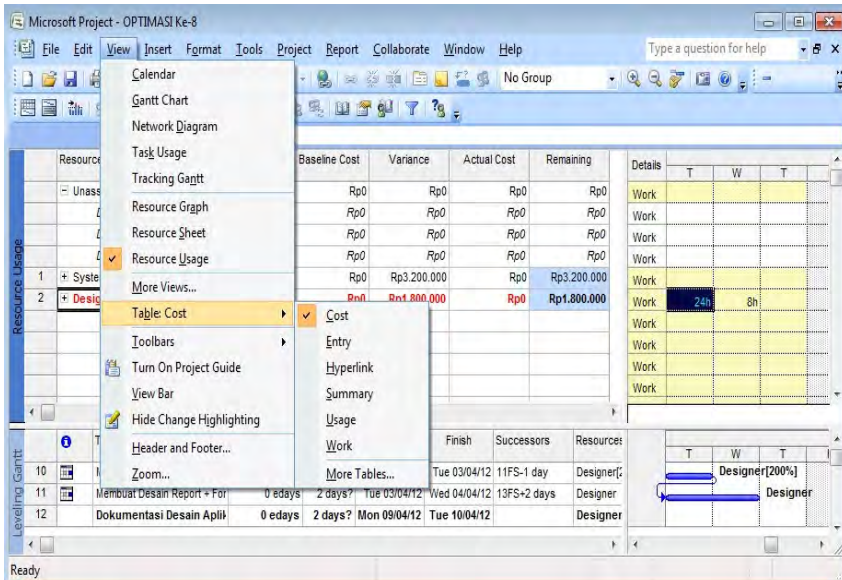 Microsoft Project - OPTIMASI Ke-8
File Edit View Insert Format Tools Project Report Collaborate Window Help Type a question for help
No Group
Calendar
Gantt Chart
Network Diagram
Task Usage
Tracking Gantt
Resource Graph
Resource Sheet
Resource Usage
More Views...
Table: Cost
Toolbars
Turn On Project Guide
View Bar
Hide Change Highlighting
Header and Footer...
Zoom...
Cost
Entry
Hyperlink
Summary
Usage
Work
More Tables...
Resource Baseline Cost Variance Actual Cost Remaining Details T W T
Unass Rp0 Rp0 Rp0 Rp0 Work
Rp0 Rp0 Rp0 Rp0 Work
Rp0 Rp0 Rp0 Rp0 Work
Rp0 Rp0 Rp0 Rp0 Work
1 Syste Rp0 Rp3.200.000 Rp0 Rp3.200.000 Work
2 Desig Rp0 Rp1.800.000 Rp0 Rp1.800.000 Work 24h 8h
Work
Work
Work
Work
Resource Usage
Finish Successors Resources T W T
10 Tue 03/04/12 11FS-1 day Designer[2 Designer[200%]
11 Membuat Desain Report + For 0 edays 2 days? Tue 03/04/12 Wed 04/04/12 13FS+2 days Designer Designer
12 Dokumentasi Desain Aplik 0 edays 2 days? Mon 09/04/12 Tue 10/04/12 Designer
Leveling Gantt
Ready